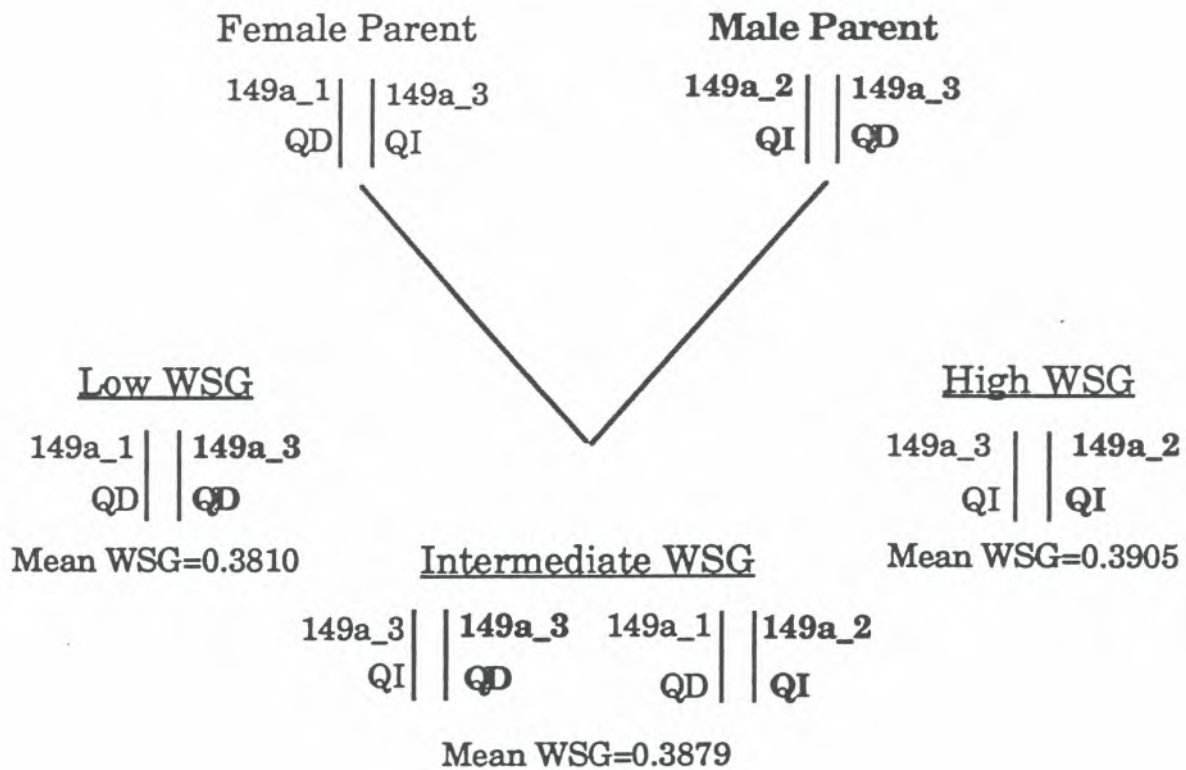 Female Parent
149a_1 149a_3
QD QI
Male Parent
149a_2 149a_3
QI QD
Low WSG
149a_1 149a_3
QD QD
Mean WSG=0.3810
High WSG
149a_3 149a_2
QI QI
Mean WSG=0.3905
Intermediate WSG
149a_3 149a_3 149a_1 149a_2
QI QD QD QI
Mean WSG=0.3879